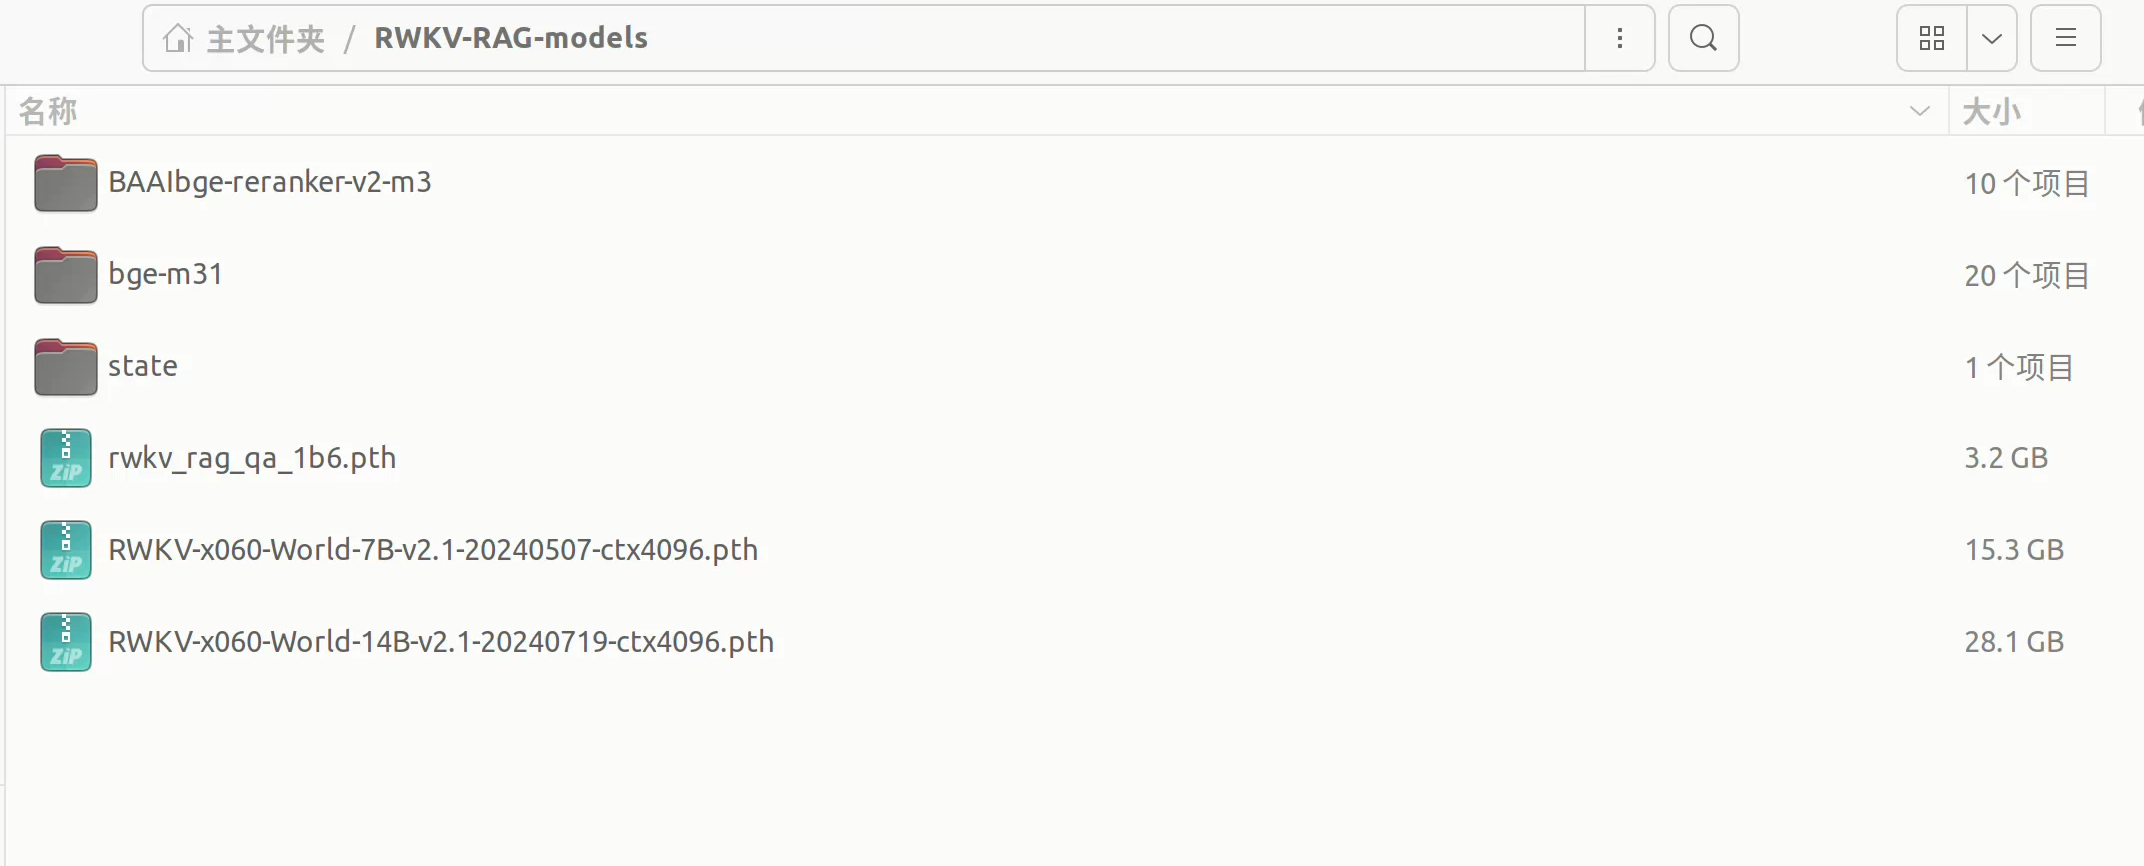 主文件夹 / RWKV-RAG-models
名称 大小
BAAIbge-reranker-v2-m3 10 个项目
bge-m31 20 个项目
state 1 个项目
ZiP rwkv_rag_qa_1b6.pth 3.2 GB
ZiP RWKV-x060-World-7B-v2.1-20240507-ctx4096.pth 15.3 GB
ZiP RWKV-x060-World-14B-v2.1-20240719-ctx4096.pth 28.1 GB